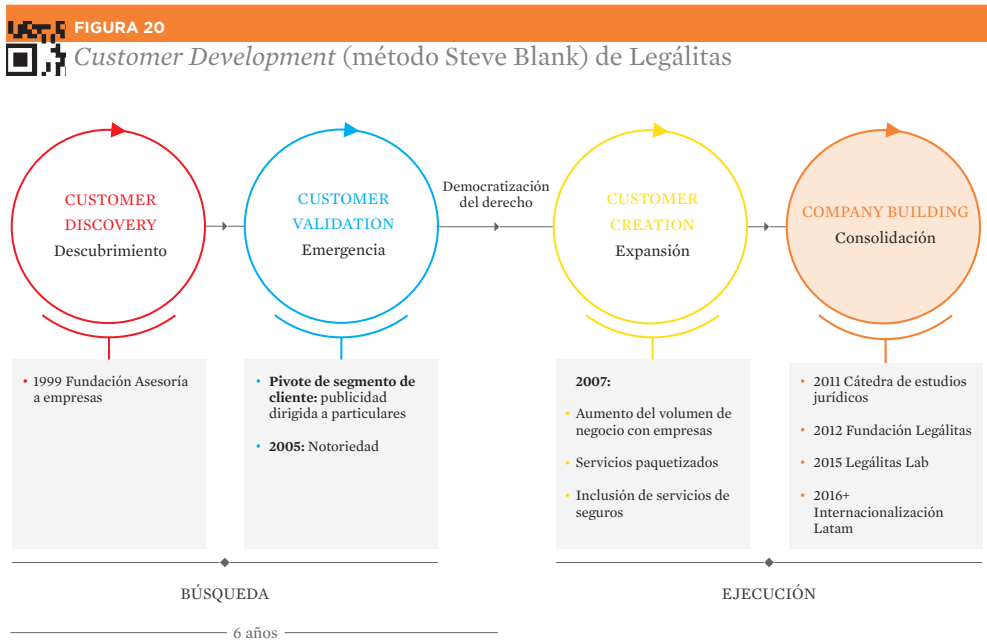 FIGURA 20
Customer Development (método Steve Blank) de Legálitas
CUSTOMER
DISCOVERY
Descubrimiento
CUSTOMER
VALIDATION
Emergencia
Democratización
del derecho
CUSTOMER
CREATION
Expansión
COMPANY BUILDING
Consolidación
• 1999 Fundación Asesoría
a empresas
• Pivote de segmento de
cliente: publicidad
dirigida a particulares
• 2005: Notoriedad
2007:
• Aumento del volumen de
negocio con empresas
• Servicios paquetizados
• Inclusión de servicios de
seguros
• 2011 Cátedra de estudios
jurídicos
• 2012 Fundación Legálitas
• 2015 Legálitas Lab
• 2016+
Internacionalización
Latam
BÚSQUEDA
EJECUCIÓN
6 años